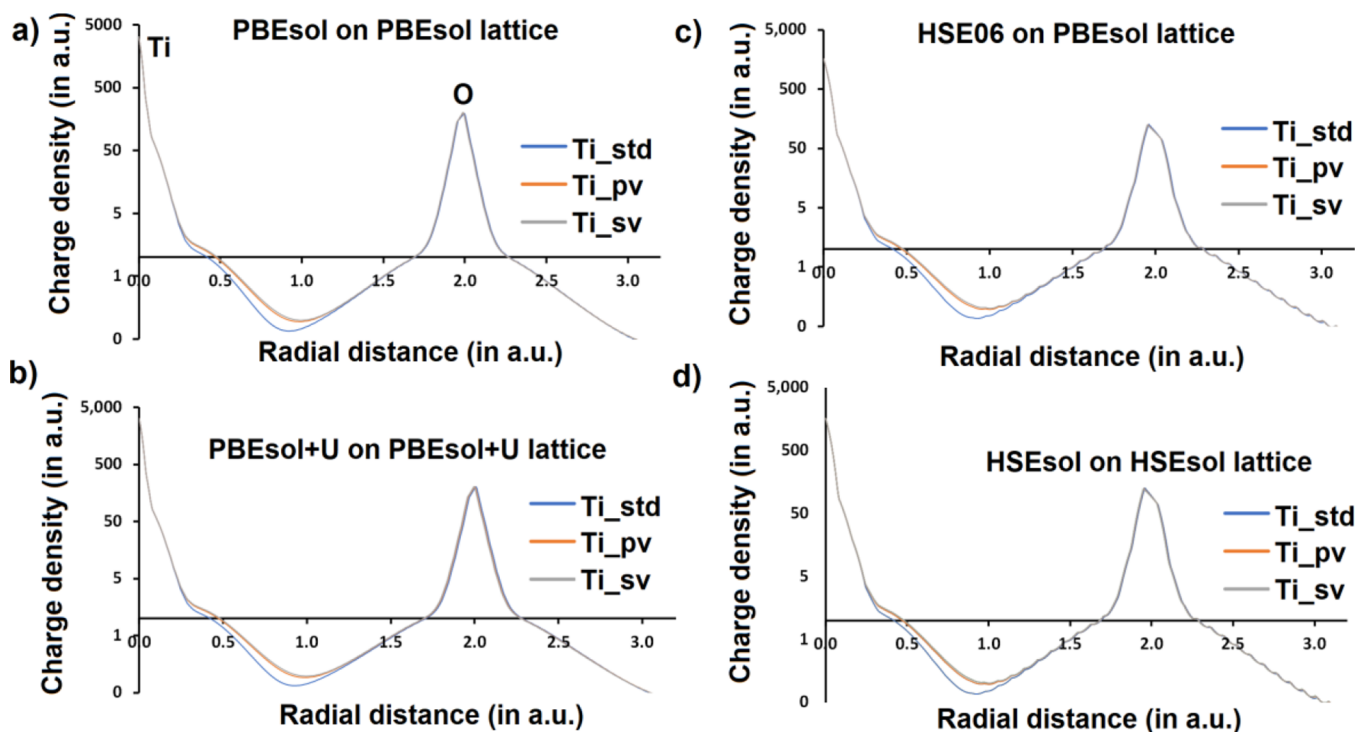 a)
PBEsol on PBEsol lattice
Charge density (in a.u.)
5000
500
50
5
1
0
Ti
O
Ti_std
Ti_pv
Ti_sv
0.0 0.5 1.0 1.5 2.0 2.5 3.0
Radial distance (in a.u.)
b)
PBEsol+U on PBEsol+U lattice
Charge density (in a.u.)
5,000
500
50
5
1
0
Ti_std
Ti_pv
Ti_sv
0.0 0.5 1.0 1.5 2.0 2.5 3.0
Radial distance (in a.u.)
c)
HSE06 on PBEsol lattice
Charge density (in a.u.)
5,000
500
50
5
1
0
Ti_std
Ti_pv
Ti_sv
0.0 0.5 1.0 1.5 2.0 2.5 3.0
Radial distance (in a.u.)
d)
HSEsol on HSEsol lattice
Charge density (in a.u.)
5,000
500
50
5
1
0
Ti_std
Ti_pv
Ti_sv
0.0 0.5 1.0 1.5 2.0 2.5 3.0
Radial distance (in a.u.)